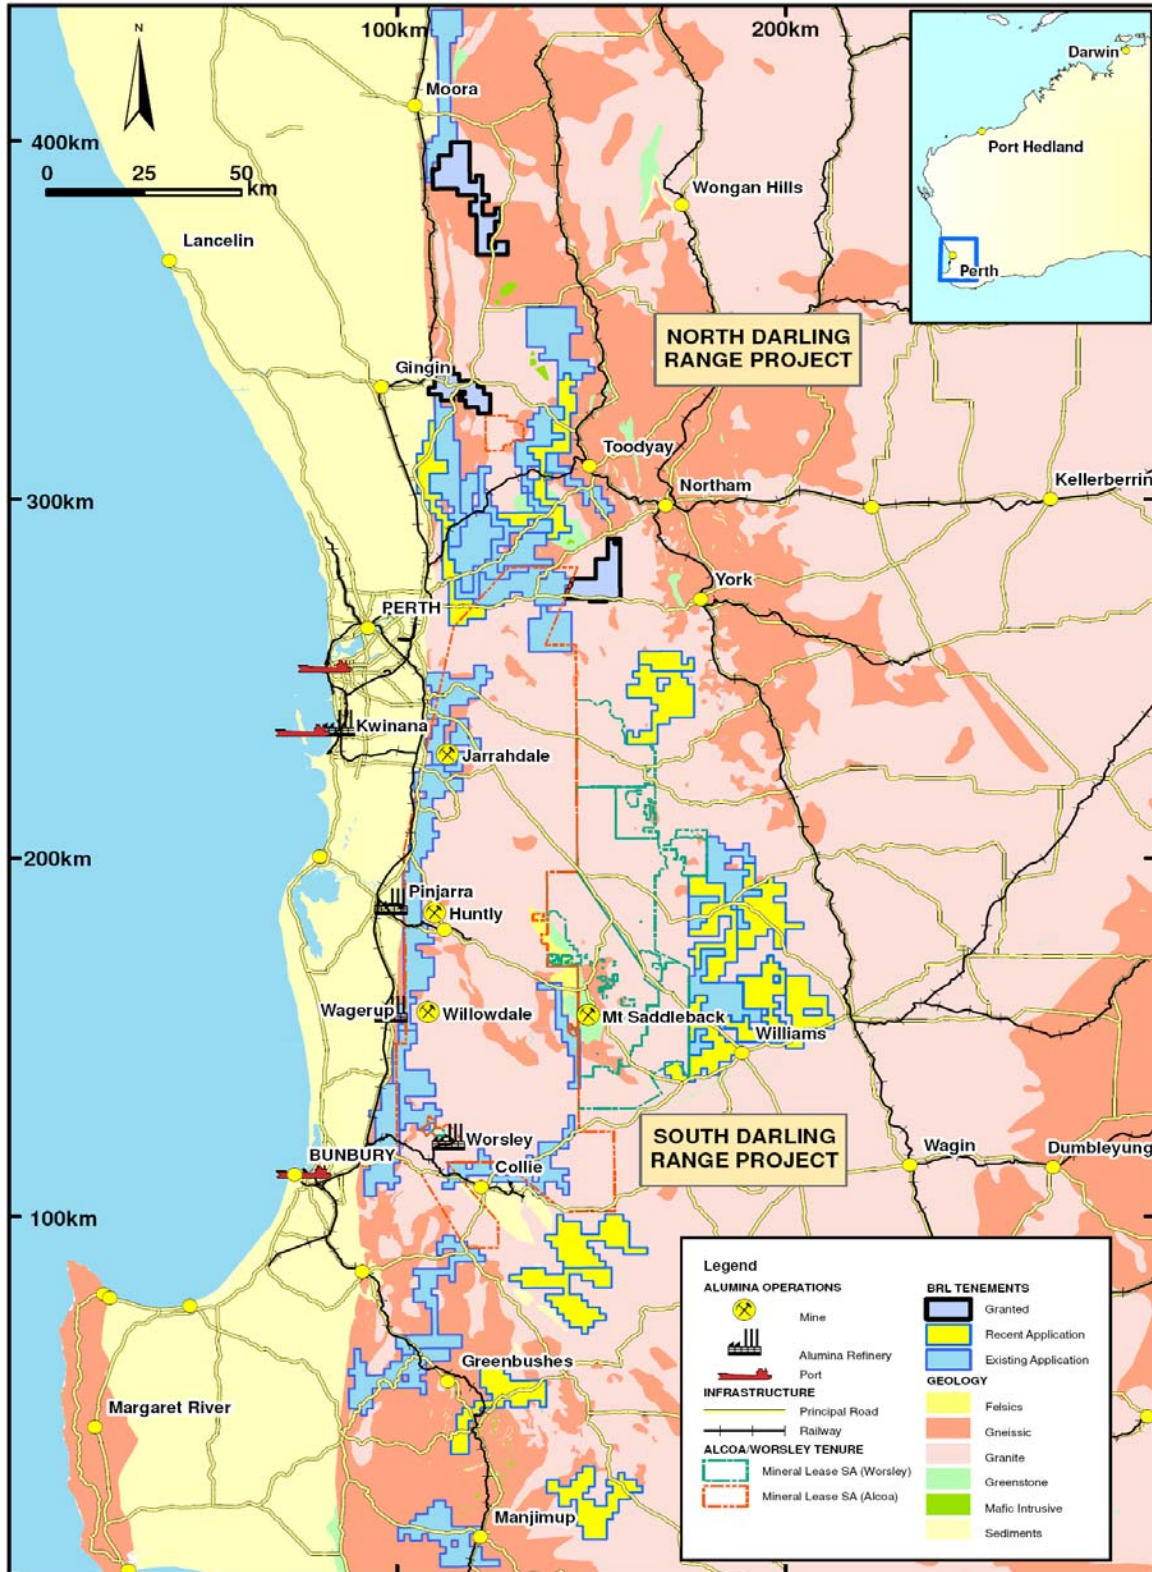 100km
200km
N
Darwin
Moora
400km
Port Hedland
0
25
50
km
Wongan Hills
Lancelin
Perth
NORTH DARLING
RANGE PROJECT
Gingin
Toodyay
Northam
Kellerberrin
300km
York
PERTH
Kwinana
Jarrahdale
200km
Pinjarra
Huntly
Wagerup
Willowdale
Mt Saddleback
Williams
Worsley
SOUTH DARLING
RANGE PROJECT
Wagin
Dumbleyung
BUNBURY
Collie
100km
Greenbushes
Margaret River
Manjimup
Legend
ALUMINA OPERATIONS
Mine
Alumina Refinery
Port
INFRASTRUCTURE
Principal Road
Railway
ALCOA/WORSLEY TENURE
Mineral Lease SA (Worsley)
Mineral Lease SA (Alcoa)
BRL TENEMENTS
Granted
Recent Application
Existing Application
GEOLOGY
Felsics
Gneissic
Granite
Greenstone
Mafic Intrusive
Sediments